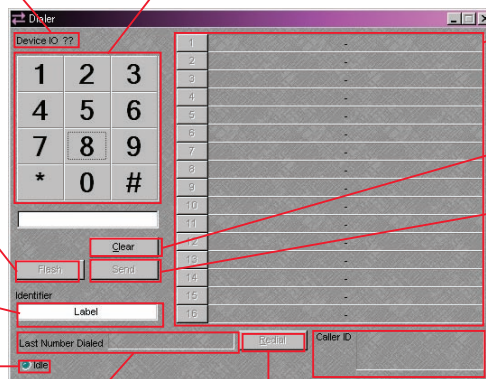 Dialer
Device IO ??
1 2 3
4 5 6
7 8 9
* 0 #
1 -
2 -
3 -
4 -
5 -
6 -
7 -
8 -
9 -
10 -
11 -
12 -
13 -
14 -
15 -
16 -
Clear
Flash Send
Identifier
Label
Last Number Dialed Redial Caller ID
Idle